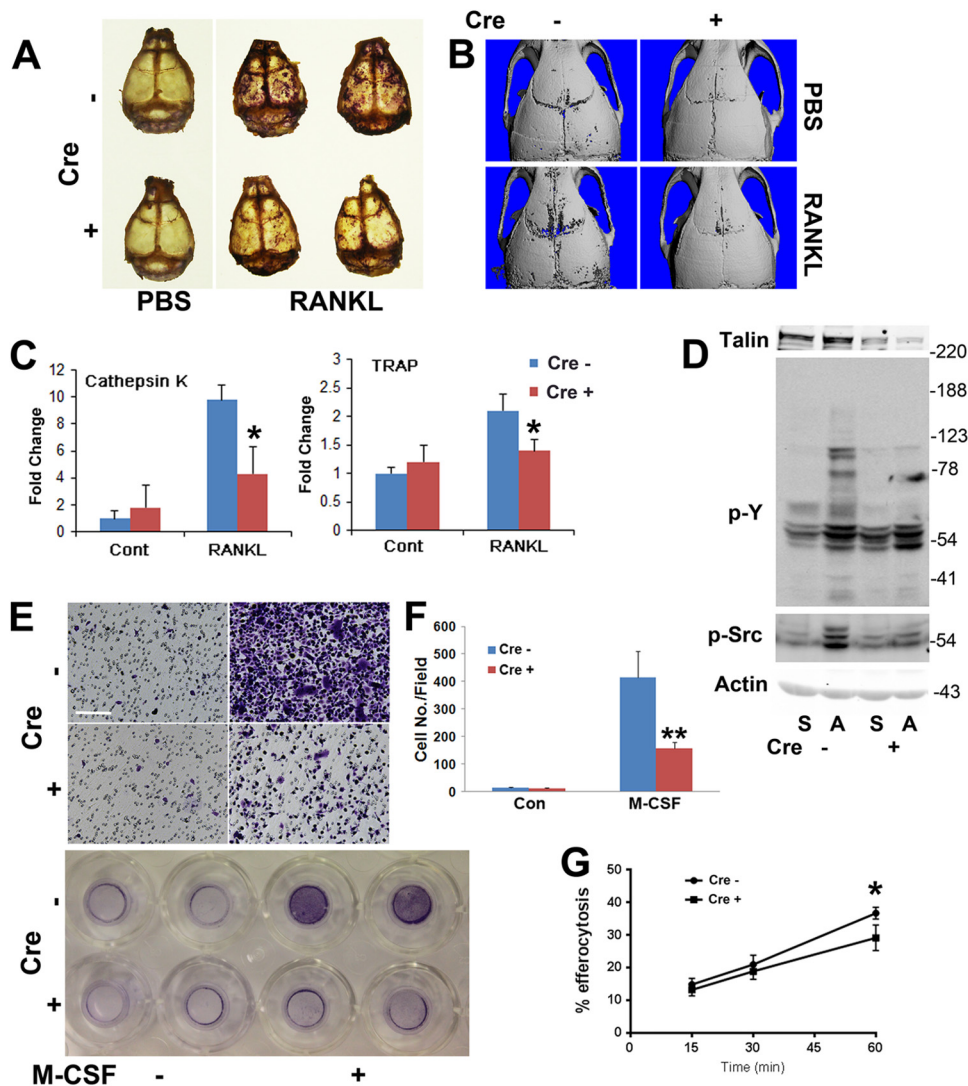 A
Cre
-
+
PBS
RANKL
B
Cre - +
PBS
RANKL
C
Cathepsin K
Fold Change
12
10
8
6
4
2
0
*
Cont
RANKL
TRAP
Fold Change
3
2.5
2
1.5
1
0.5
0
Cre -
Cre +
*
Cont
RANKL
D
Talin
p-Y
p-Src
Actin
-220
-188
-123
-78
-54
-41
-54
-43
S A S A
Cre - +
E
Cre
-
+
Cre
-
+
M-CSF - +
F
Cell No./Field
600
500
400
300
200
100
0
Cre -
Cre +
**
Con
M-CSF
G
% efferocytosis
50
40
30
20
10
0
Cre -
Cre +
*
0 15 30 45 60
Time (min)